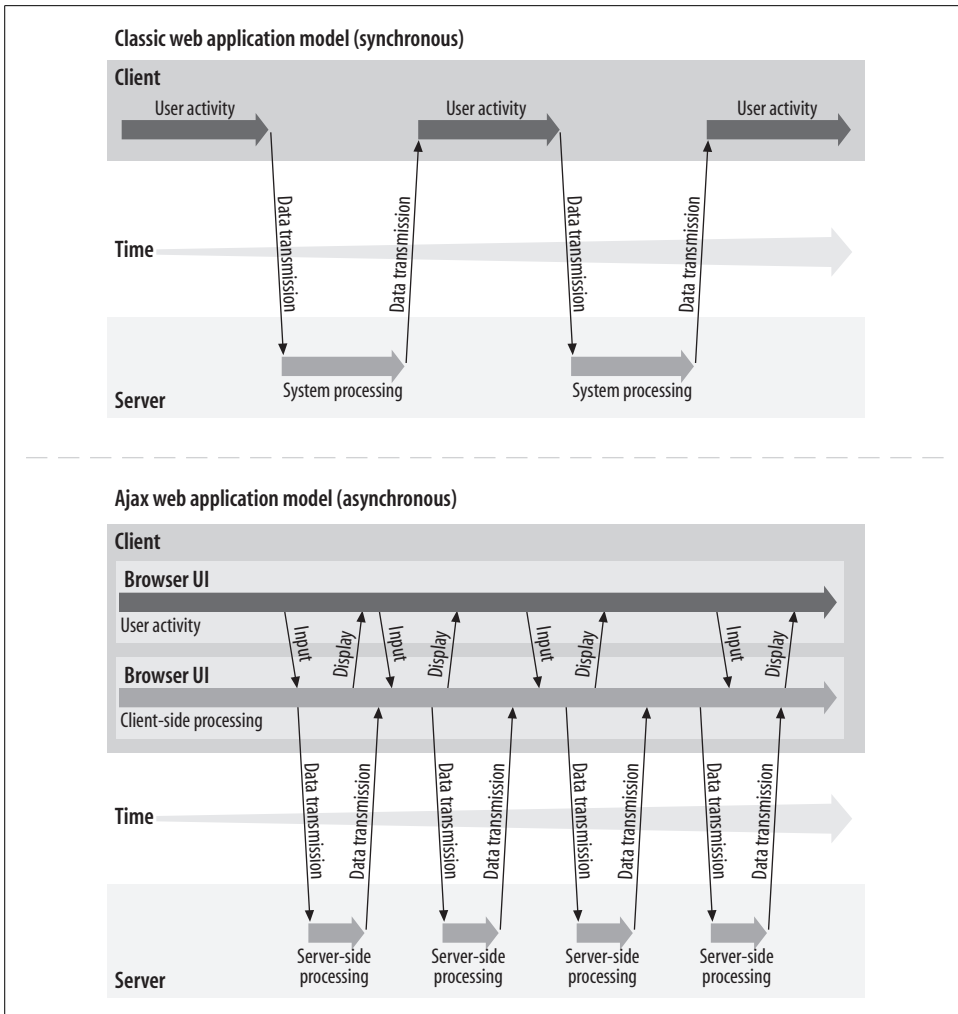 Classic web application model (synchronous)
Client
User activity
User activity
User activity
Data transmission
Data transmission
Data transmission
Data transmission
Time
System processing
System processing
Server
Ajax web application model (asynchronous)
Client
Browser UI
User activity
Input
Display
Input
Display
Input
Display
Input
Display
Browser UI
Client-side processing
Data transmission
Data transmission
Data transmission
Data transmission
Data transmission
Data transmission
Data transmission
Data transmission
Time
Server-side
processing
Server-side
processing
Server-side
processing
Server-side
processing
Server